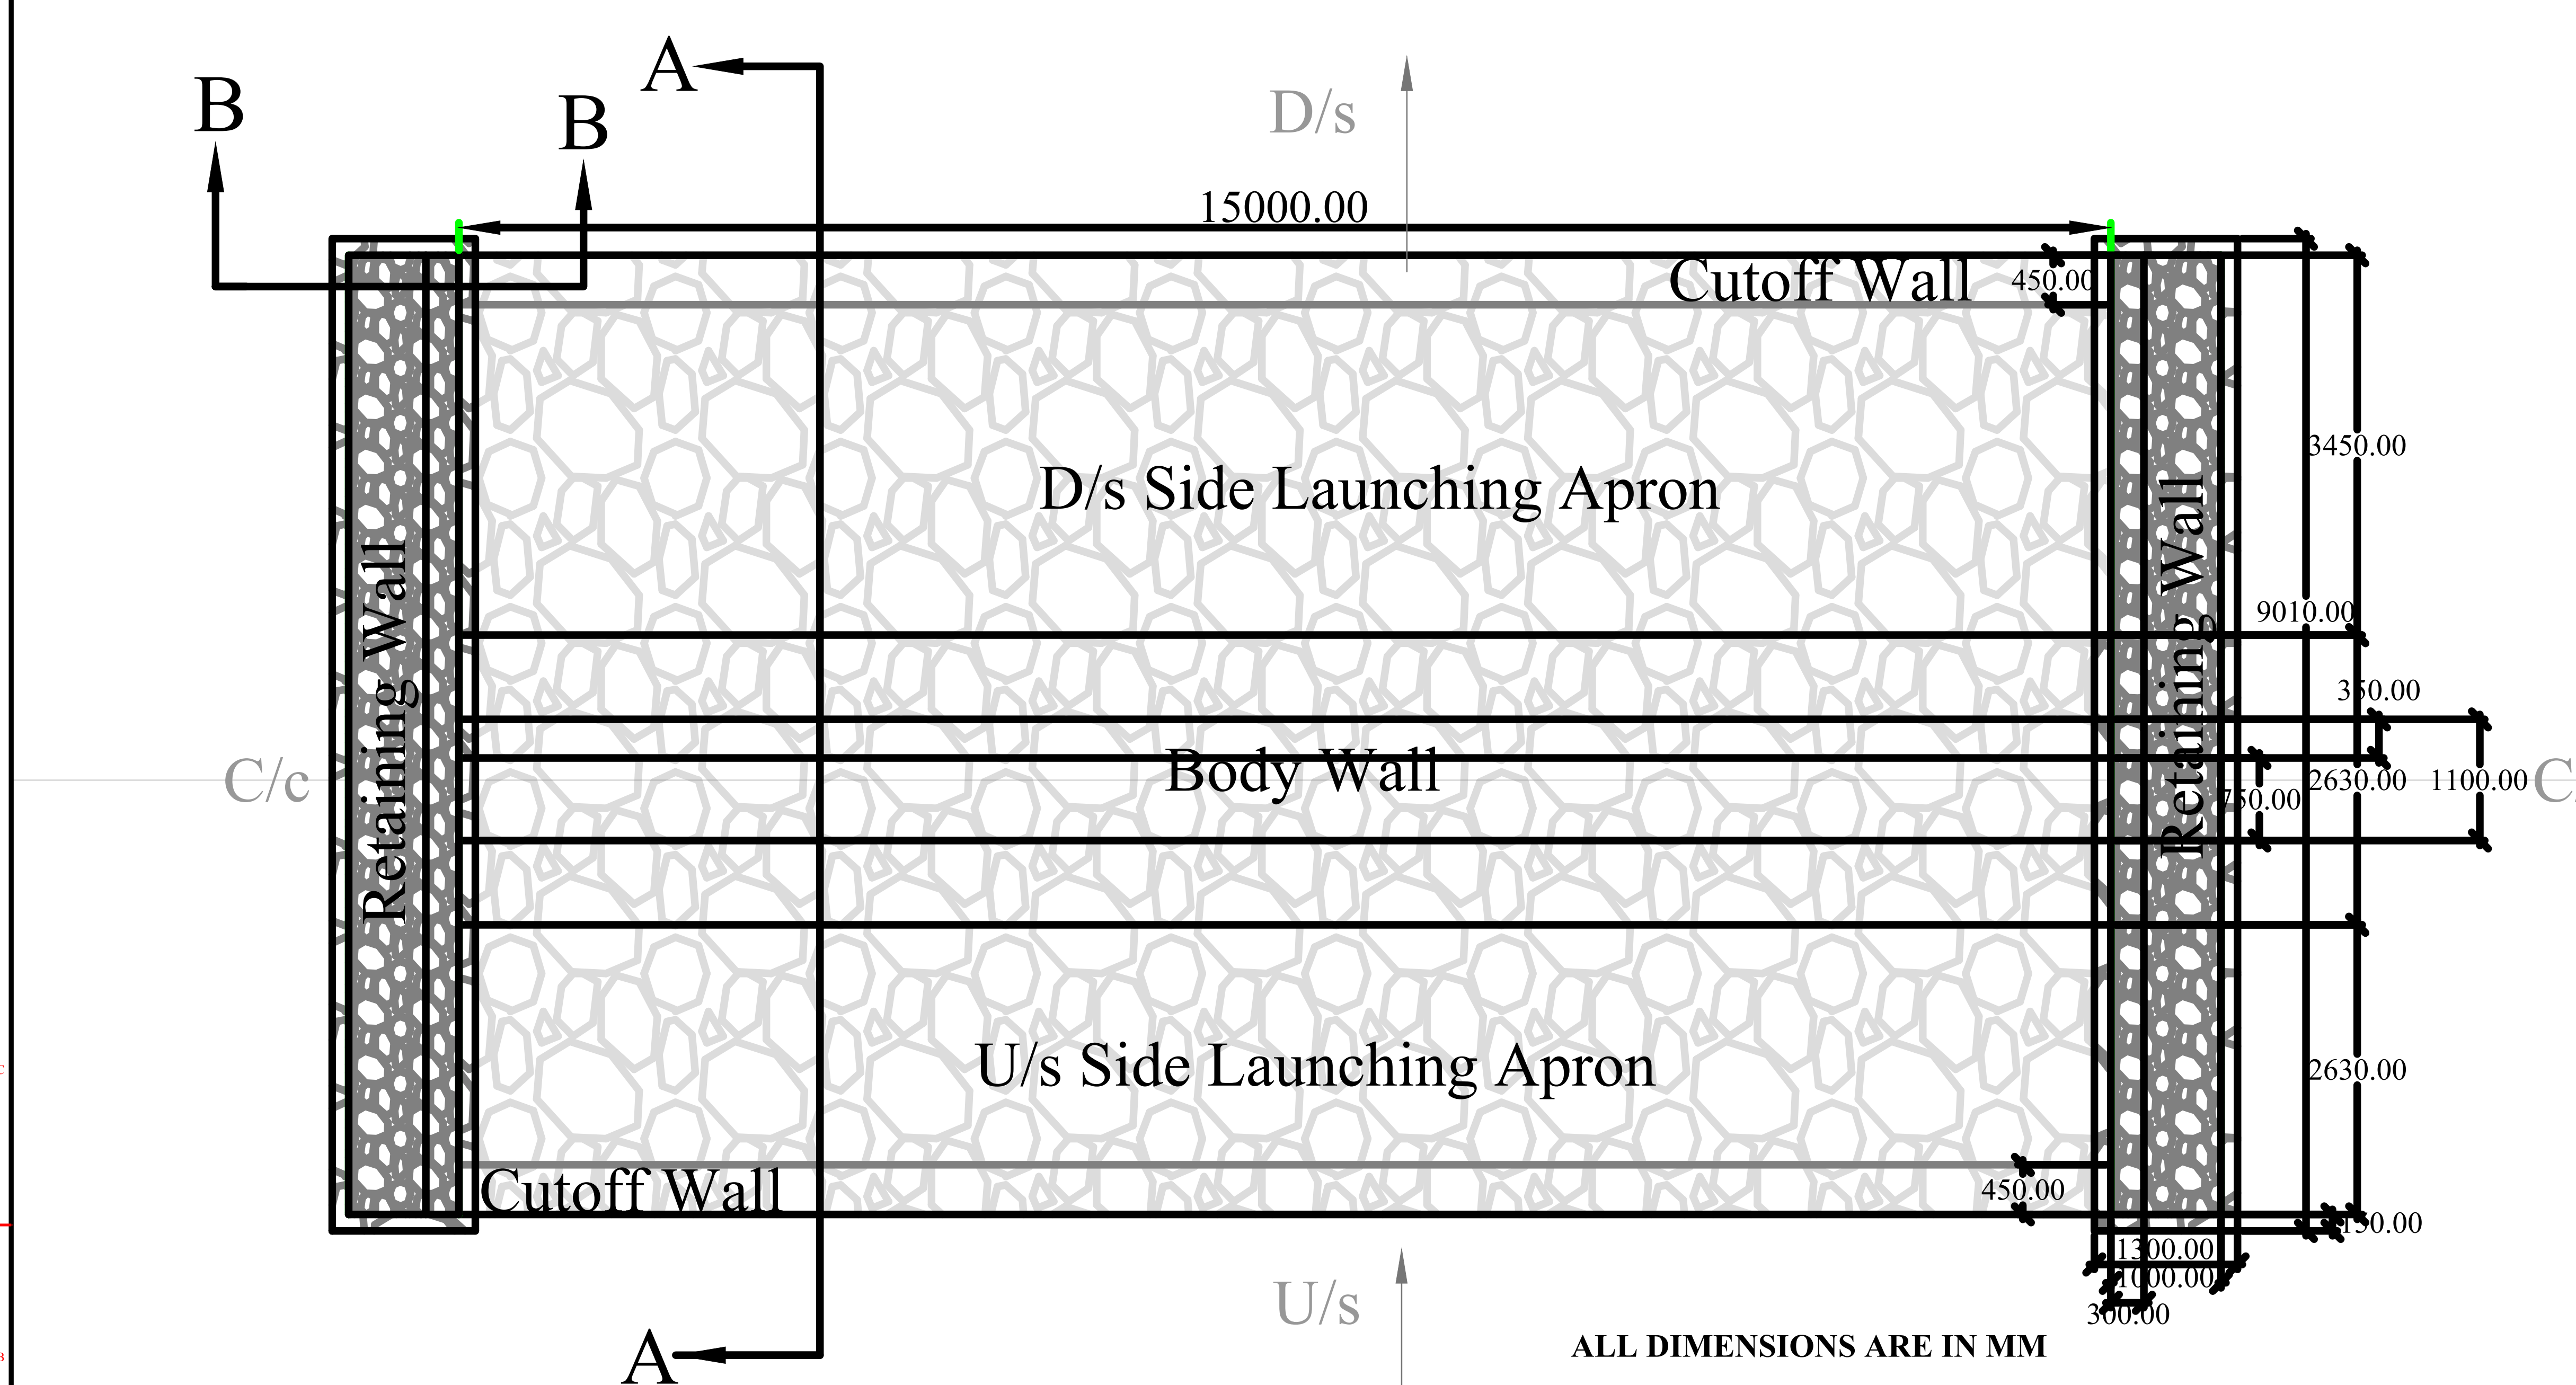 A
B
B
D/s
15000.00
Cutoff Wall
450.00
3450.00
D/s Side Launching Apron
Retaining Wall
Retaining Wall
9010.00
350.00
C/c
Body Wall
750.00
2630.00
1100.00
C
U/s Side Launching Apron
2630.00
Cutoff Wall
450.00
150.00
1300.00
1000.00
300.00
U/s
A
ALL DIMENSIONS ARE IN MM